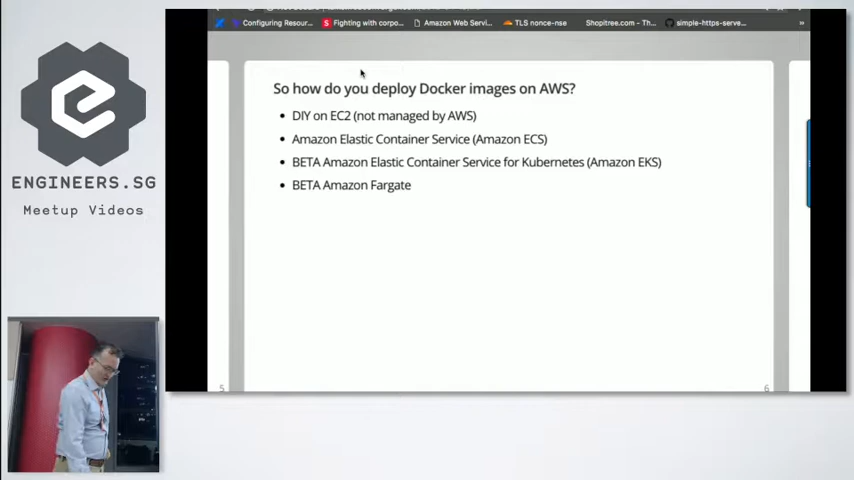 Configuring Resour...
Fighting with corpo...
Amazon Web Servi...
TLS nonce-nse
Shopitree.com - Th...
simple-https-serve...
»
So how do you deploy Docker images on AWS?
• DIY on EC2 (not managed by AWS)
• Amazon Elastic Container Service (Amazon ECS)
• BETA Amazon Elastic Container Service for Kubernetes (Amazon EKS)
• BETA Amazon Fargate
5
6
ENGINEERS.SG
Meetup Videos